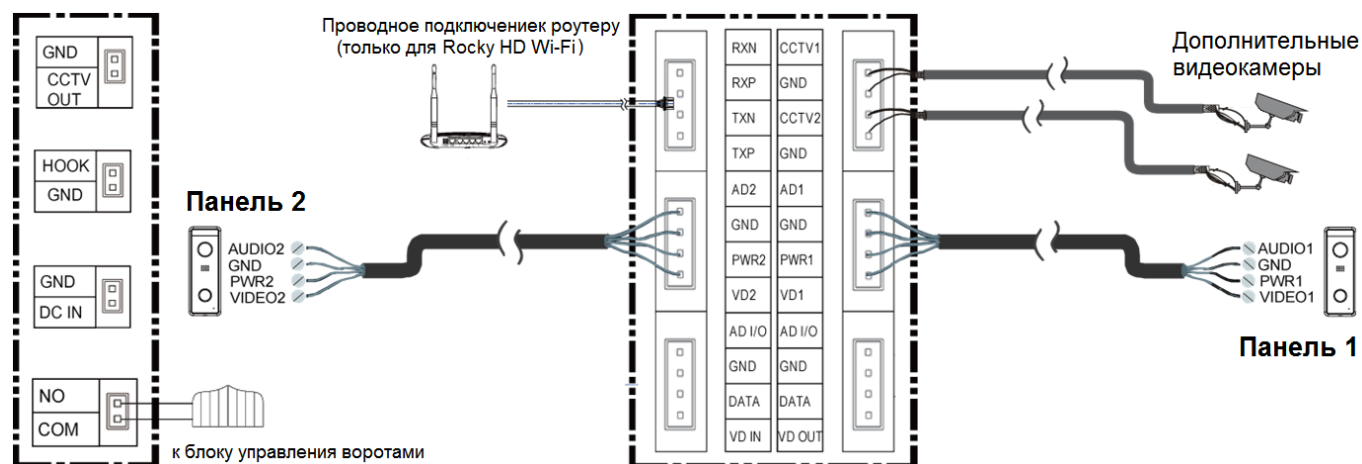 GND
CCTV
OUT
HOOK
GND
GND
DC IN
NO
COM
к блоку управления воротами
Панель 2
AUDIO2
GND
PWR2
VIDEO2
Проводное подключениек роутеру
(только для Rocky HD Wi-Fi)
RXN CCTV1
RXP GND
TXN CCTV2
TXP GND
AD2 AD1
GND GND
PWR2 PWR1
VD2 VD1
AD I/O AD I/O
GND GND
DATA DATA
VD IN VD OUT
Дополнительные
видеокамеры
AUDIO1
GND
PWR1
VIDEO1
Панель 1